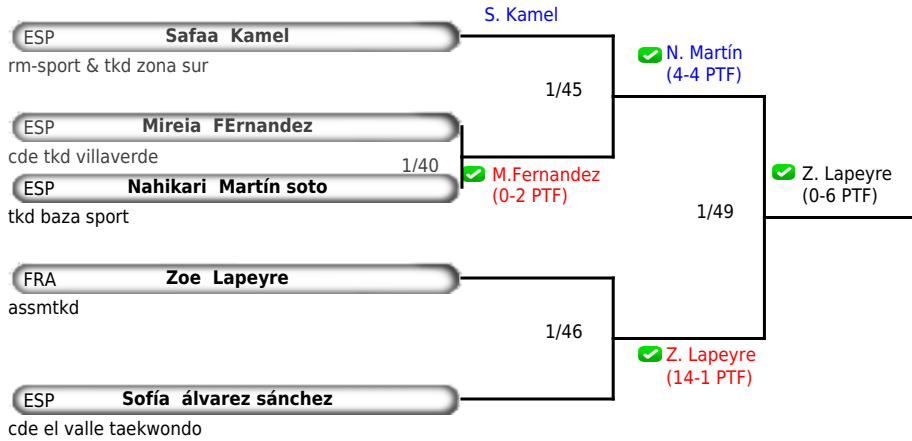 S. Kamel
ESP Safaa Kamel
rm-sport & tkd zona sur
N. Martín
(4-4 PTF)
1/45
ESP Mireia FErnandez
cde tkd villaverde
1/40
M.Fernandez
(0-2 PTF)
ESP Nahikari Martín soto
tkd baza sport
Z. Lapeyre
(0-6 PTF)
1/49
FRA Zoe Lapeyre
assmtkd
1/46
Z. Lapeyre
(14-1 PTF)
ESP Sofía álvarez sánchez
cde el valle taekwondo